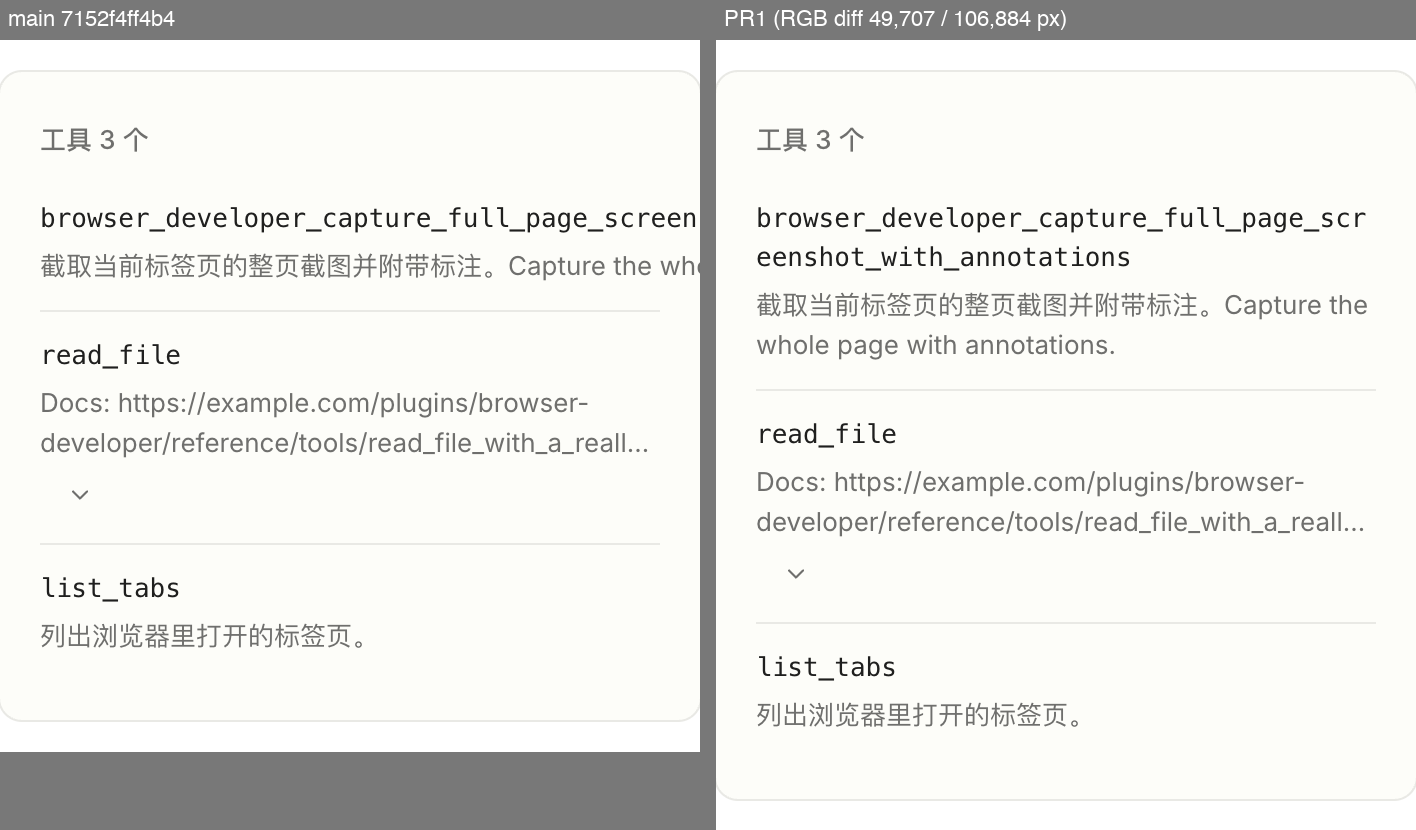 main 7152f4ff4b4
工具 3 个
browser_developer_capture_full_page_screen
截取当前标签页的整页截图并附带标注。Capture the
read_file
Docs: https://example.com/plugins/browser-
developer/reference/tools/read_file_with_a_reall...
list_tabs
列出浏览器里打开的标签页。
PR1 (RGB diff 49,707 / 106,884 px)
工具 3 个
browser_developer_capture_full_page_scr
eenshot_with_annotations
截取当前标签页的整页截图并附带标注。Capture the
whole page with annotations.
read_file
Docs: https://example.com/plugins/browser-
developer/reference/tools/read_file_with_a_reall...
list_tabs
列出浏览器里打开的标签页。